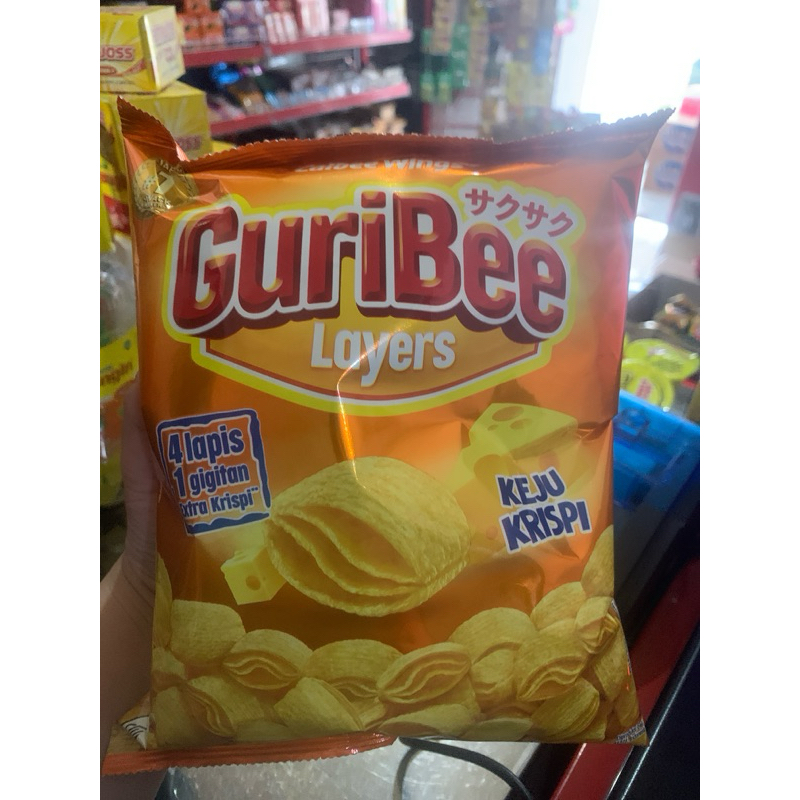 Calbee Wings
サクサク
GuriBee
Layers
4 lapis
1 gigitan
Extra Krispi"
KEJU
KRISPI